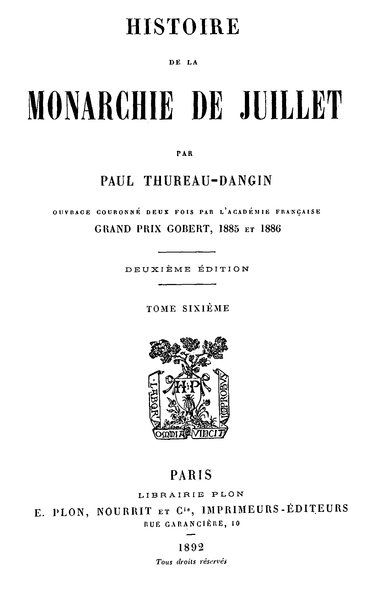 HISTOIRE
DE LA
MONARCHIE DE JUILLET
PAR
PAUL THUREAU-DANGIN
OUVRAGE COURONNÉ DEUX FOIS PAR L'ACADÉMIE FRANÇAISE
GRAND PRIX GOBERT, 1885 ET 1886
DEUXIÈME ÉDITION
TOME SIXIÈME
H P
LABOR
IMPROBUS
OMNIA VINCIT
PARIS
LIBRAIRIE PLON
E. PLON, NOURRIT ET Cie, IMPRIMEURS-ÉDITEURS
RUE GARANCIÈRE, 10
1892
Tous droits réservés